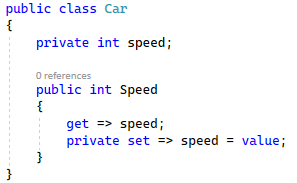 public class Car
{
    private int speed;
    0 references
    public int Speed
    {
        get => speed;
        private set => speed = value;
    }
}